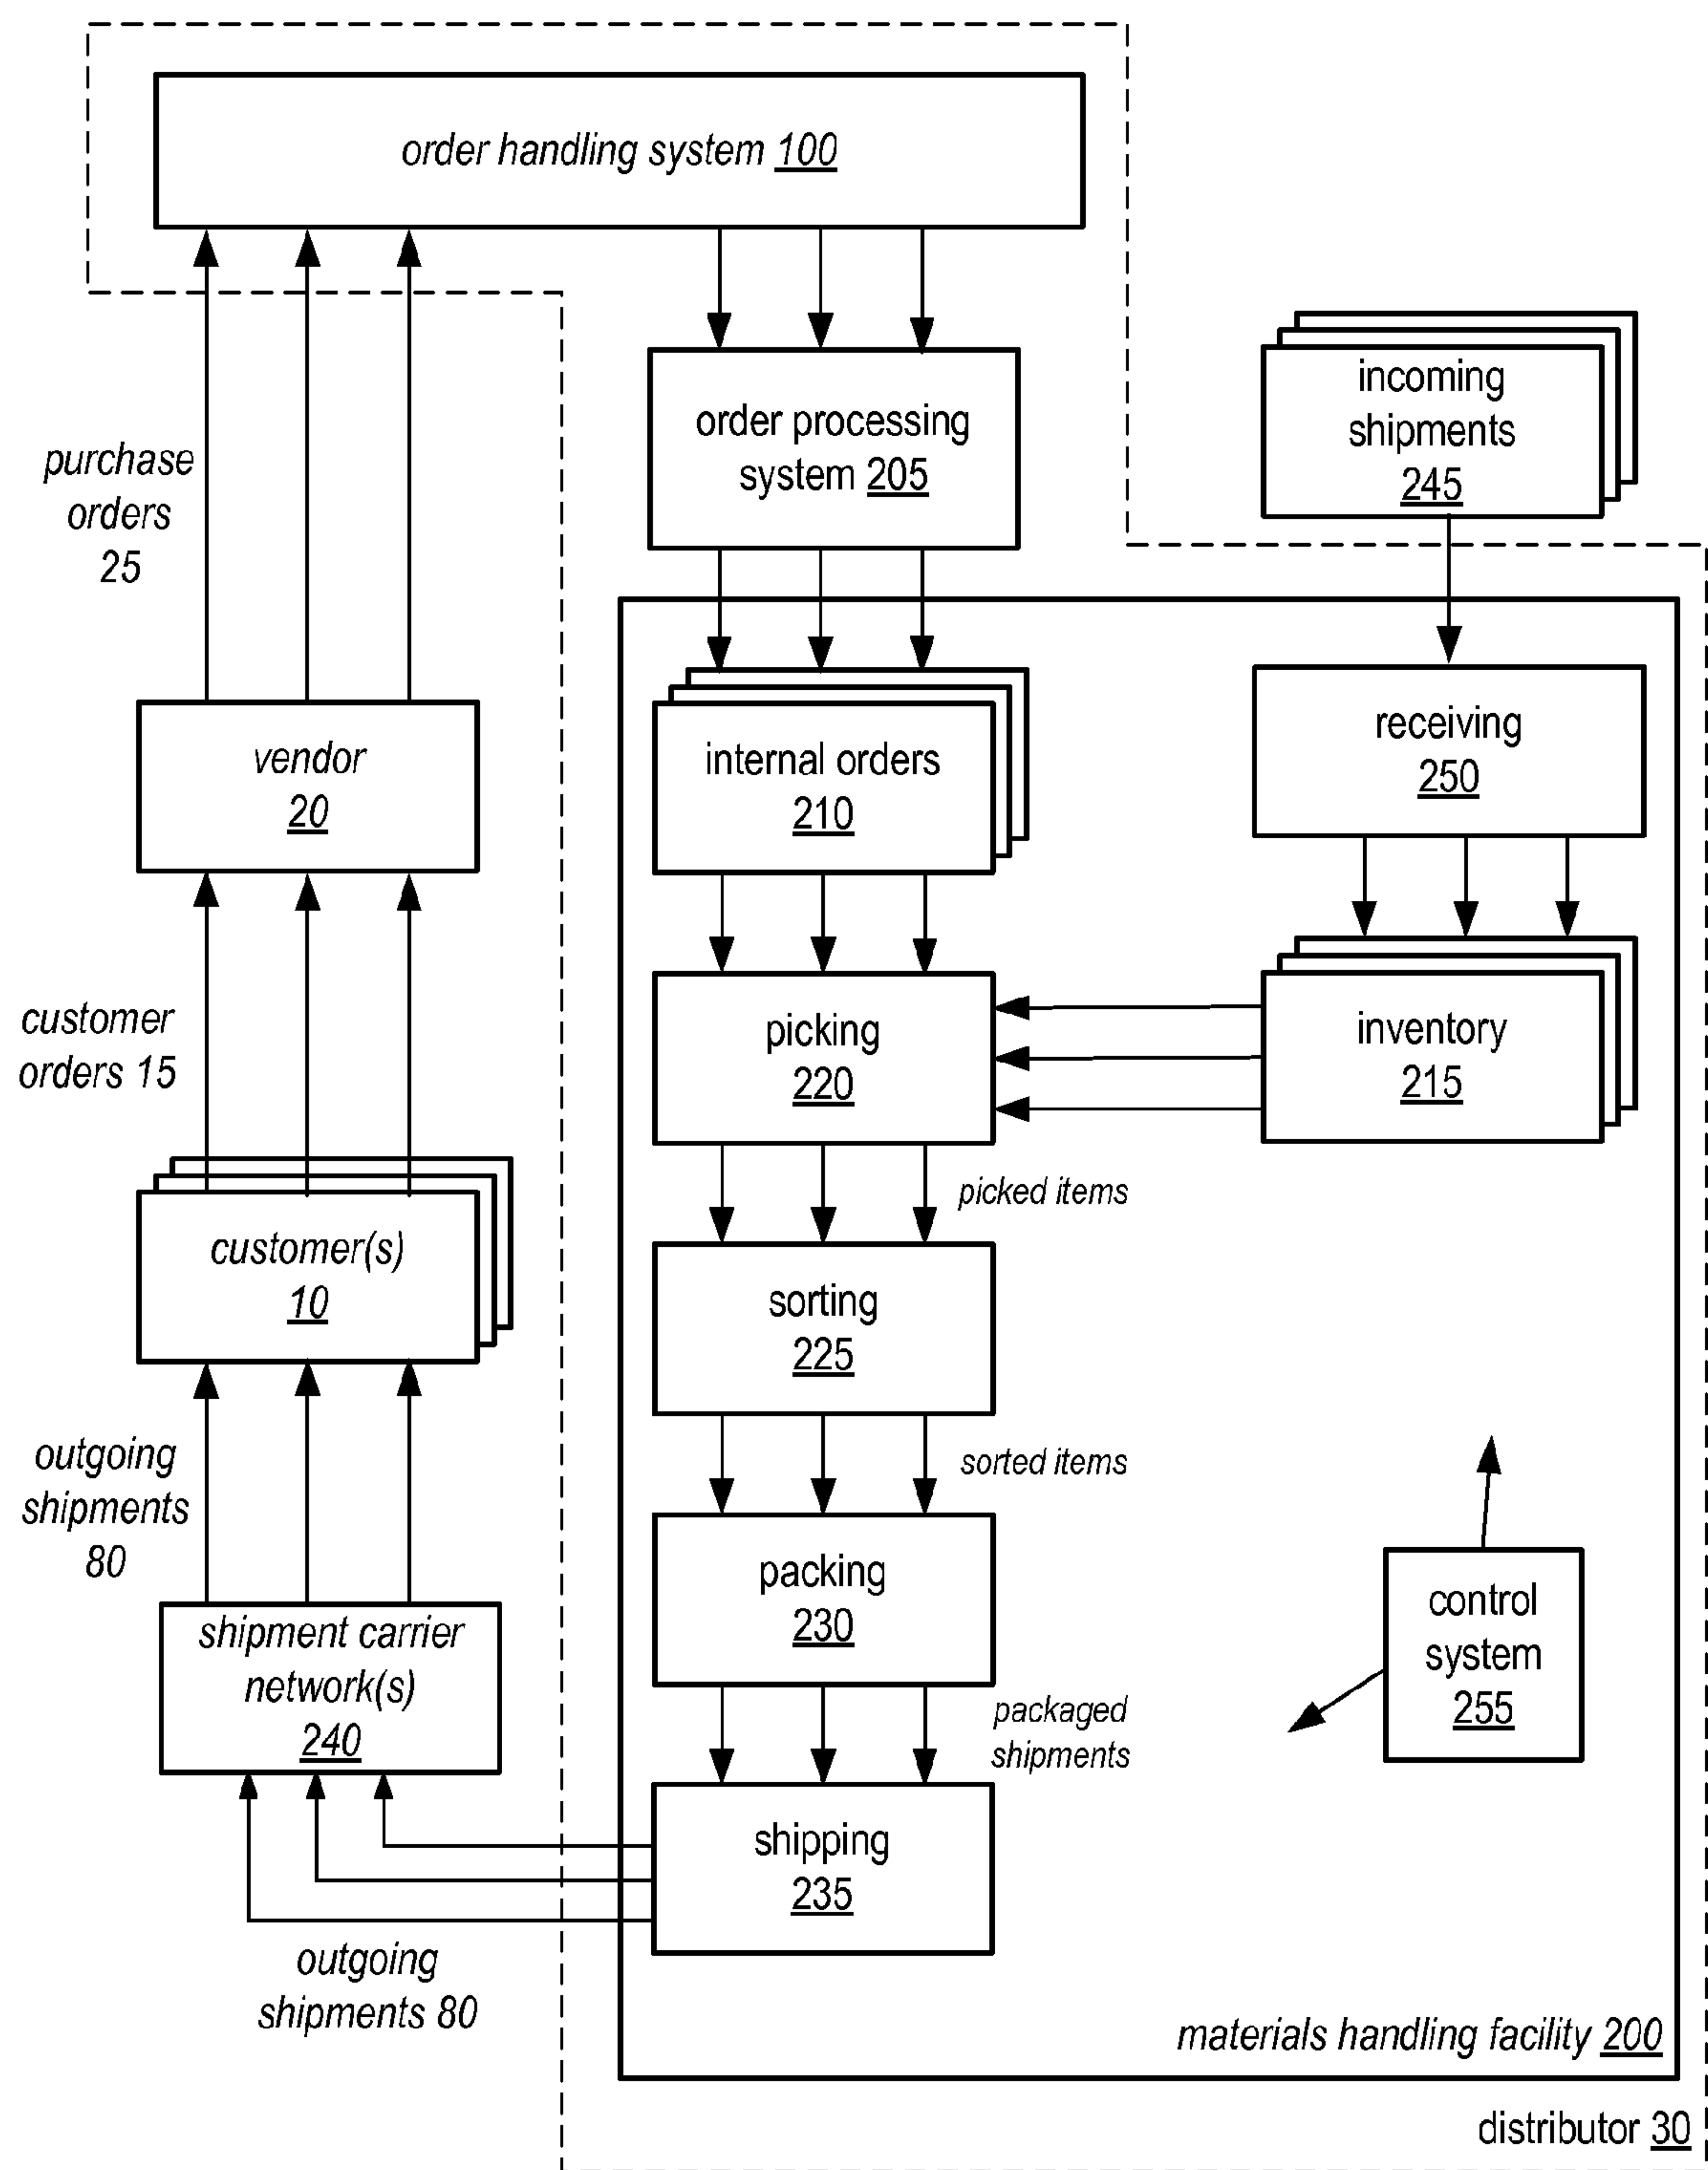 order handling system 100
order processing
system 205
incoming
shipments
245
purchase
orders
25
vendor
20
internal orders
210
receiving
250
customer
orders 15
picking
220
inventory
215
picked items
customer(s)
10
sorting
225
sorted items
outgoing
shipments
80
packing
230
control
system
255
shipment carrier
network(s)
240
packaged
shipments
shipping
235
outgoing
shipments 80
materials handling facility 200
distributor 30